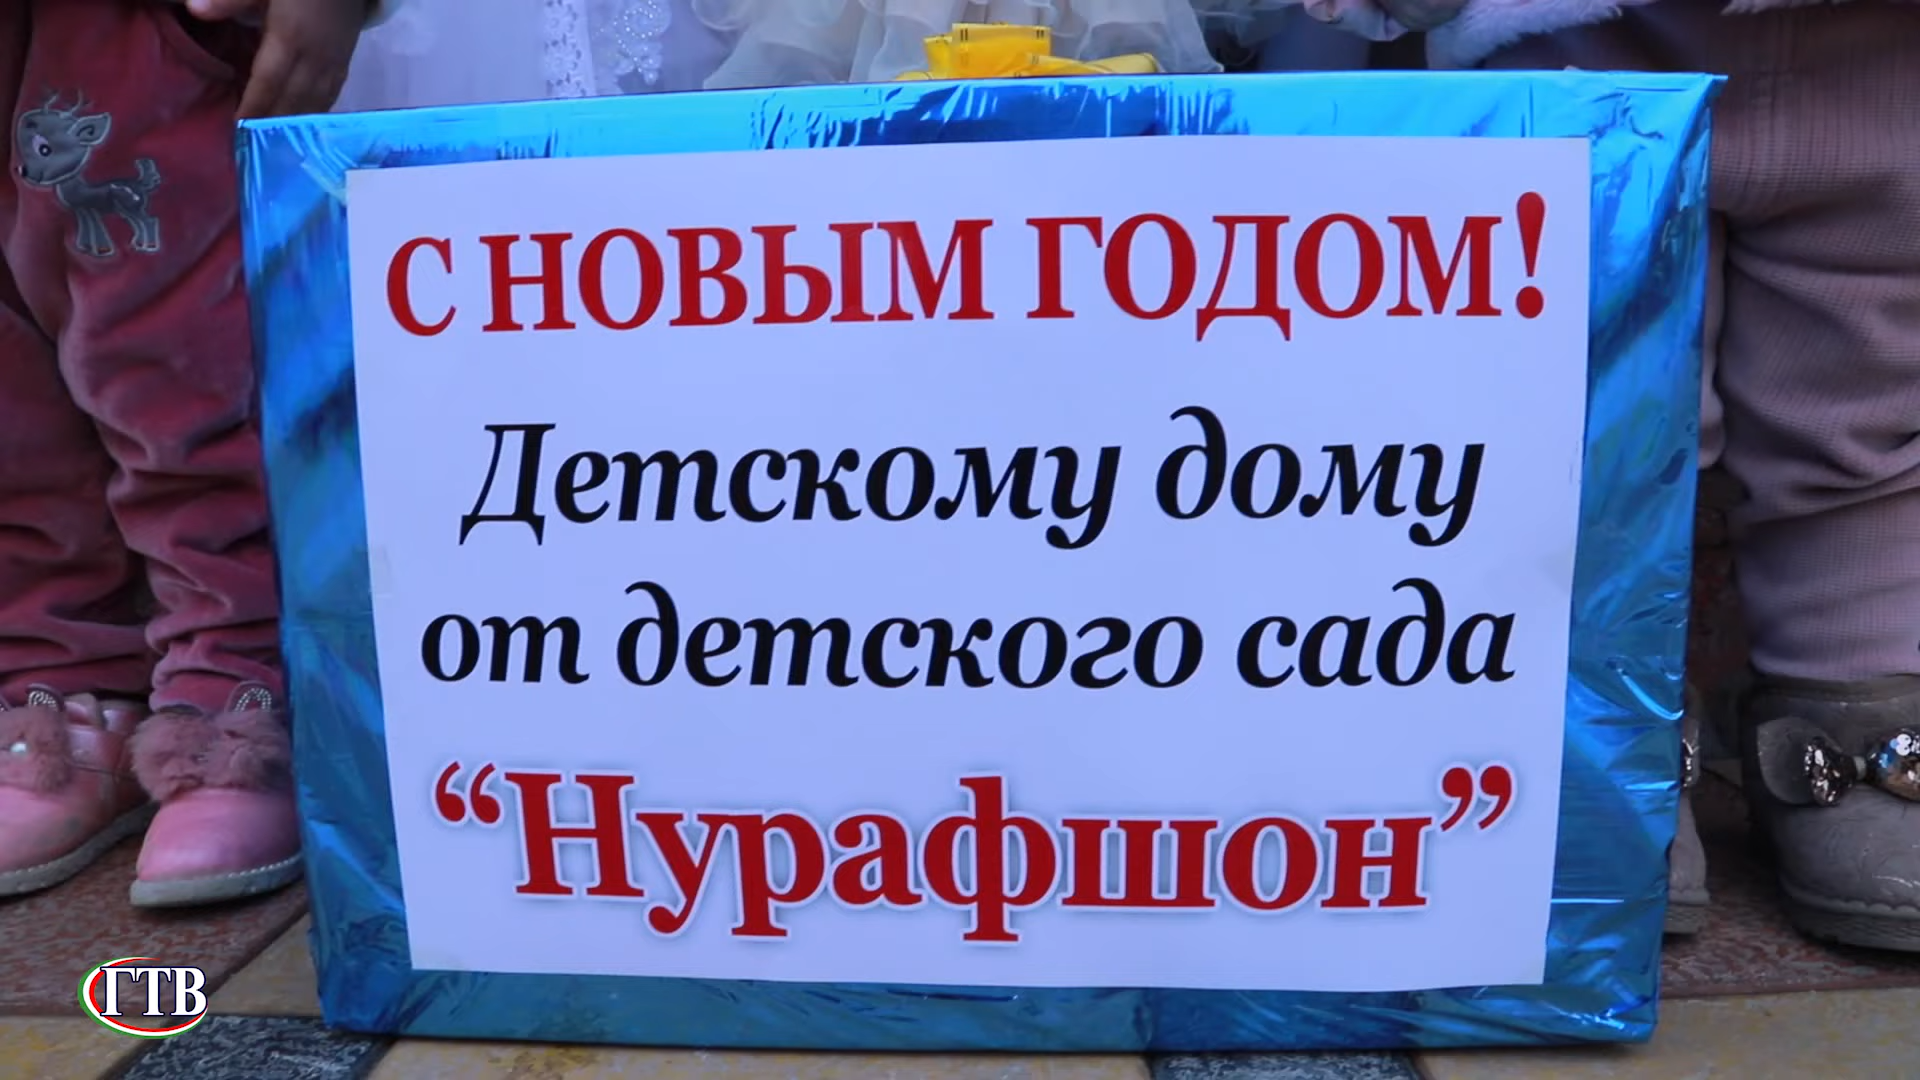 С НОВЫМ ГОДОМ!
Детскому дому
от детского сада
“Нурафшон”
ГТВ